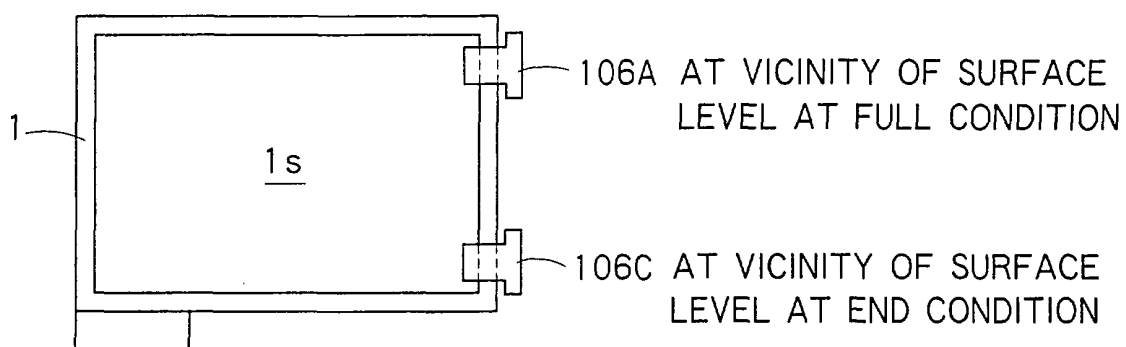 106A AT VICINITY OF SURFACE
LEVEL AT FULL CONDITION
1
1s
106C AT VICINITY OF SURFACE
LEVEL AT END CONDITION